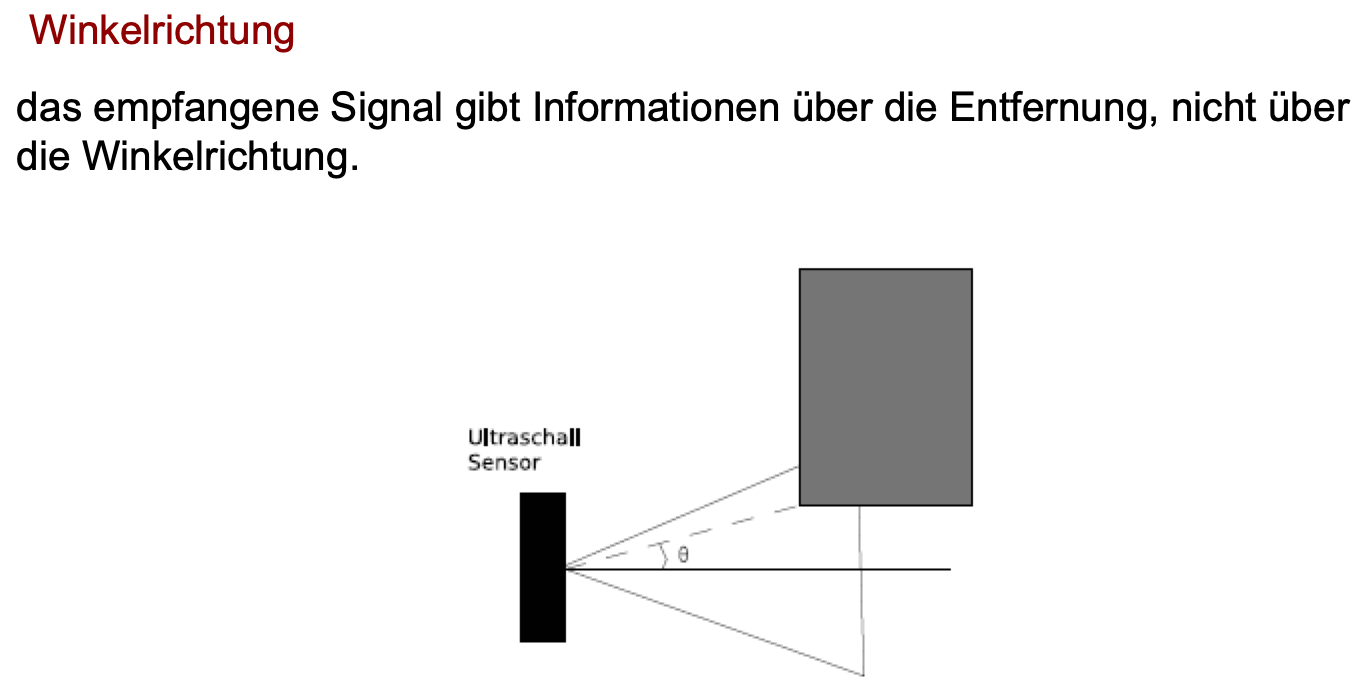 Winkelrichtung
das empfangene Signal gibt Informationen über die Entfernung, nicht über
die Winkelrichtung.
Ultraschall
Sensor
θ